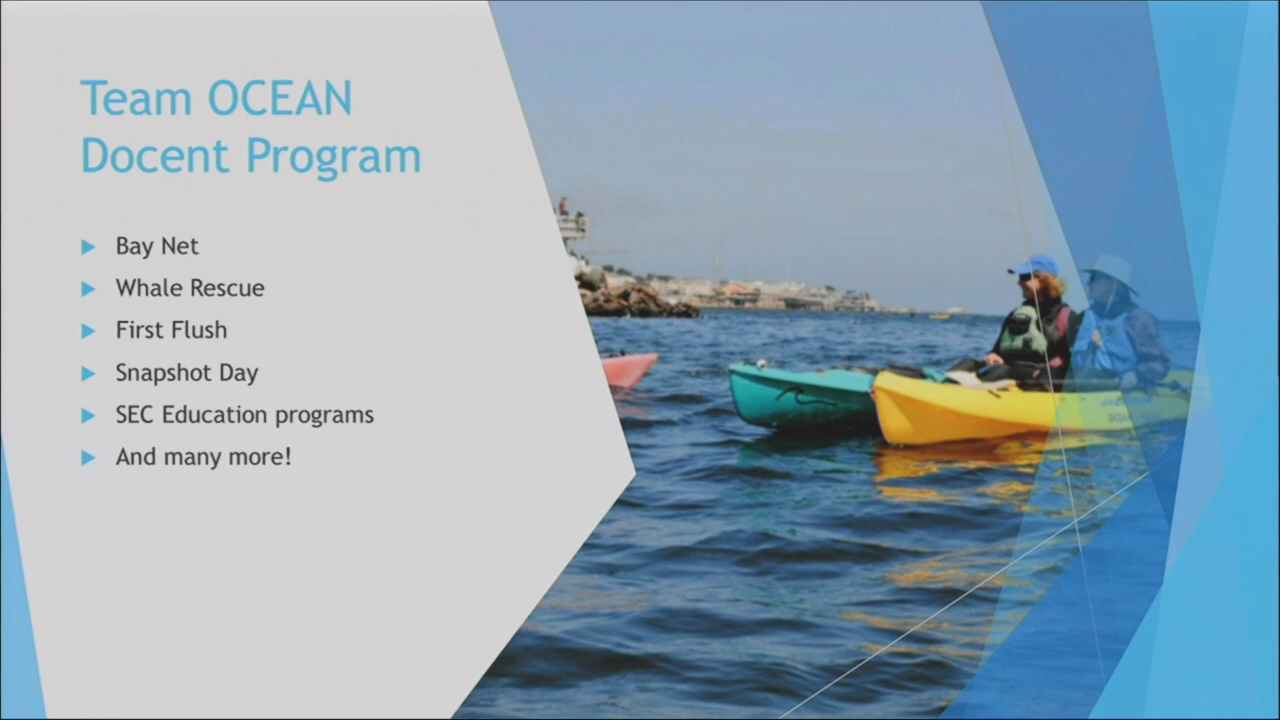 Team OCEAN
Docent Program
Bay Net
Whale Rescue
First Flush
Snapshot Day
SEC Education programs
And many more!